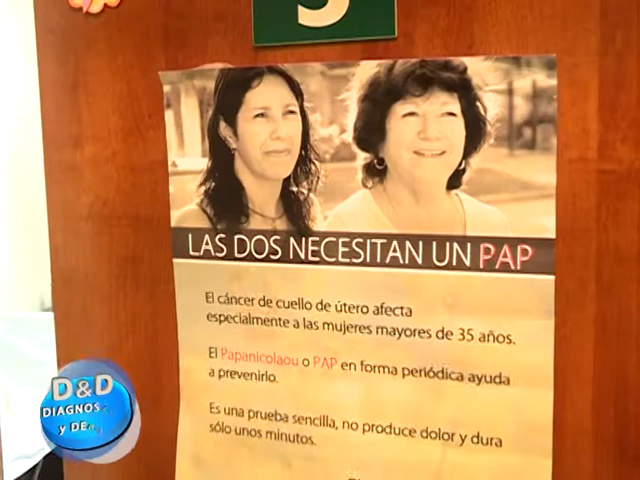 LAS DOS NECESITAN UN PAP
El cáncer de cuello de útero afecta
especialmente a las mujeres mayores de 35 años.
El Papanicolaou o PAP en forma periódica ayuda
a prevenirlo.
Es una prueba sencilla, no produce dolor y dura
sólo unos minutos.
D&D
DIAGNOS
y DE